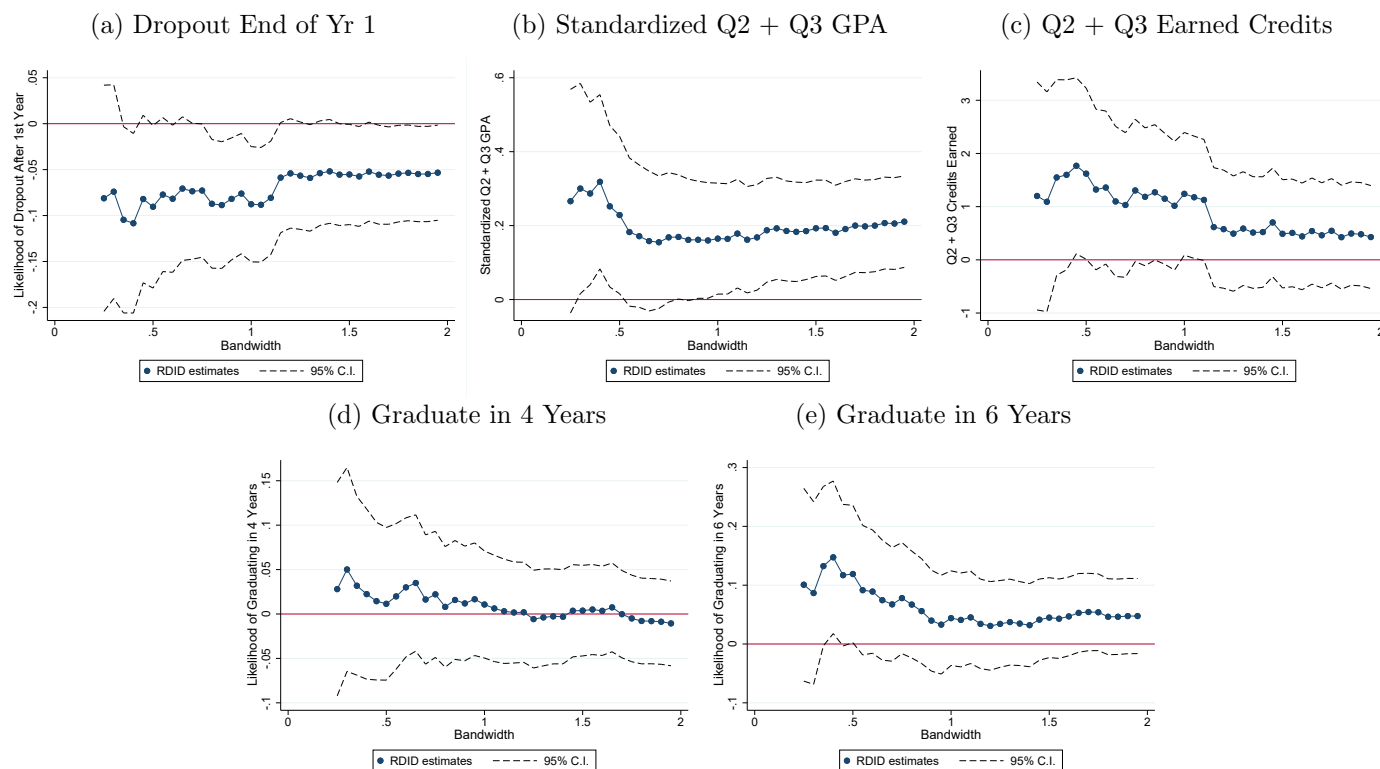 (a) Dropout End of Yr 1
Likelihood of Dropout After 1st Year
.05
0
-.05
-.1
-.15
-.2
0
.5
1
1.5
2
Bandwidth
RDID estimates
95% C.I.
(b) Standardized Q2 + Q3 GPA
Standardized Q2 + Q3 GPA
.6
.4
.2
0
0
.5
1
1.5
2
Bandwidth
RDID estimates
95% C.I.
(c) Q2 + Q3 Earned Credits
Q2 + Q3 Credits Earned
3
2
1
0
-1
0
.5
1
1.5
2
Bandwidth
RDID estimates
95% C.I.
(d) Graduate in 4 Years
Likelihood of Graduating in 4 Years
.15
.1
.05
0
-.05
-.1
0
.5
1
1.5
2
Bandwidth
RDID estimates
95% C.I.
(e) Graduate in 6 Years
Likelihood of Graduating in 6 Years
.3
.2
.1
0
-.1
0
.5
1
1.5
2
Bandwidth
RDID estimates
95% C.I.